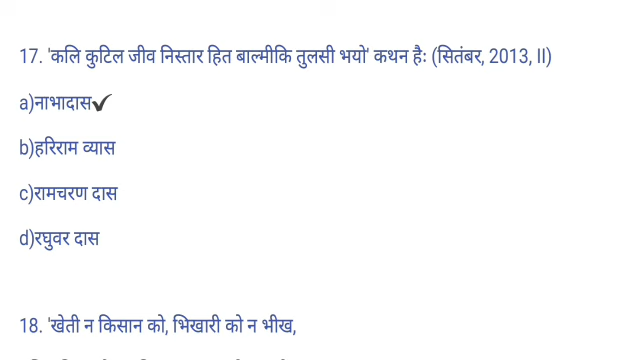 17. 'कलि कुटिल जीव निस्तार हित बाल्मीकि तुलसी भयो' कथन हैः (सितंबर, 2013, II)
a)नाभादास✔
b)हरिराम व्यास
c)रामचरण दास
d)रघुवर दास
18. 'खेती न किसान को, भिखारी को न भीख,